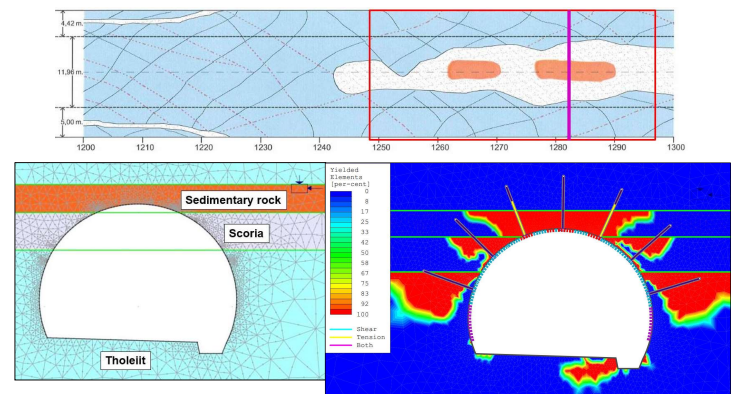 4,42 m.
11,96 m.
5,00 m.
1200 1210 1220 1230 1240 1250 1260 1270 1280 1290 1300
Sedimentary rock
Scoria
Tholeiit
Yielded
Elements
[per-cent]
0
8
17
25
33
42
50
58
67
75
83
92
100
Shear
Tension
Both